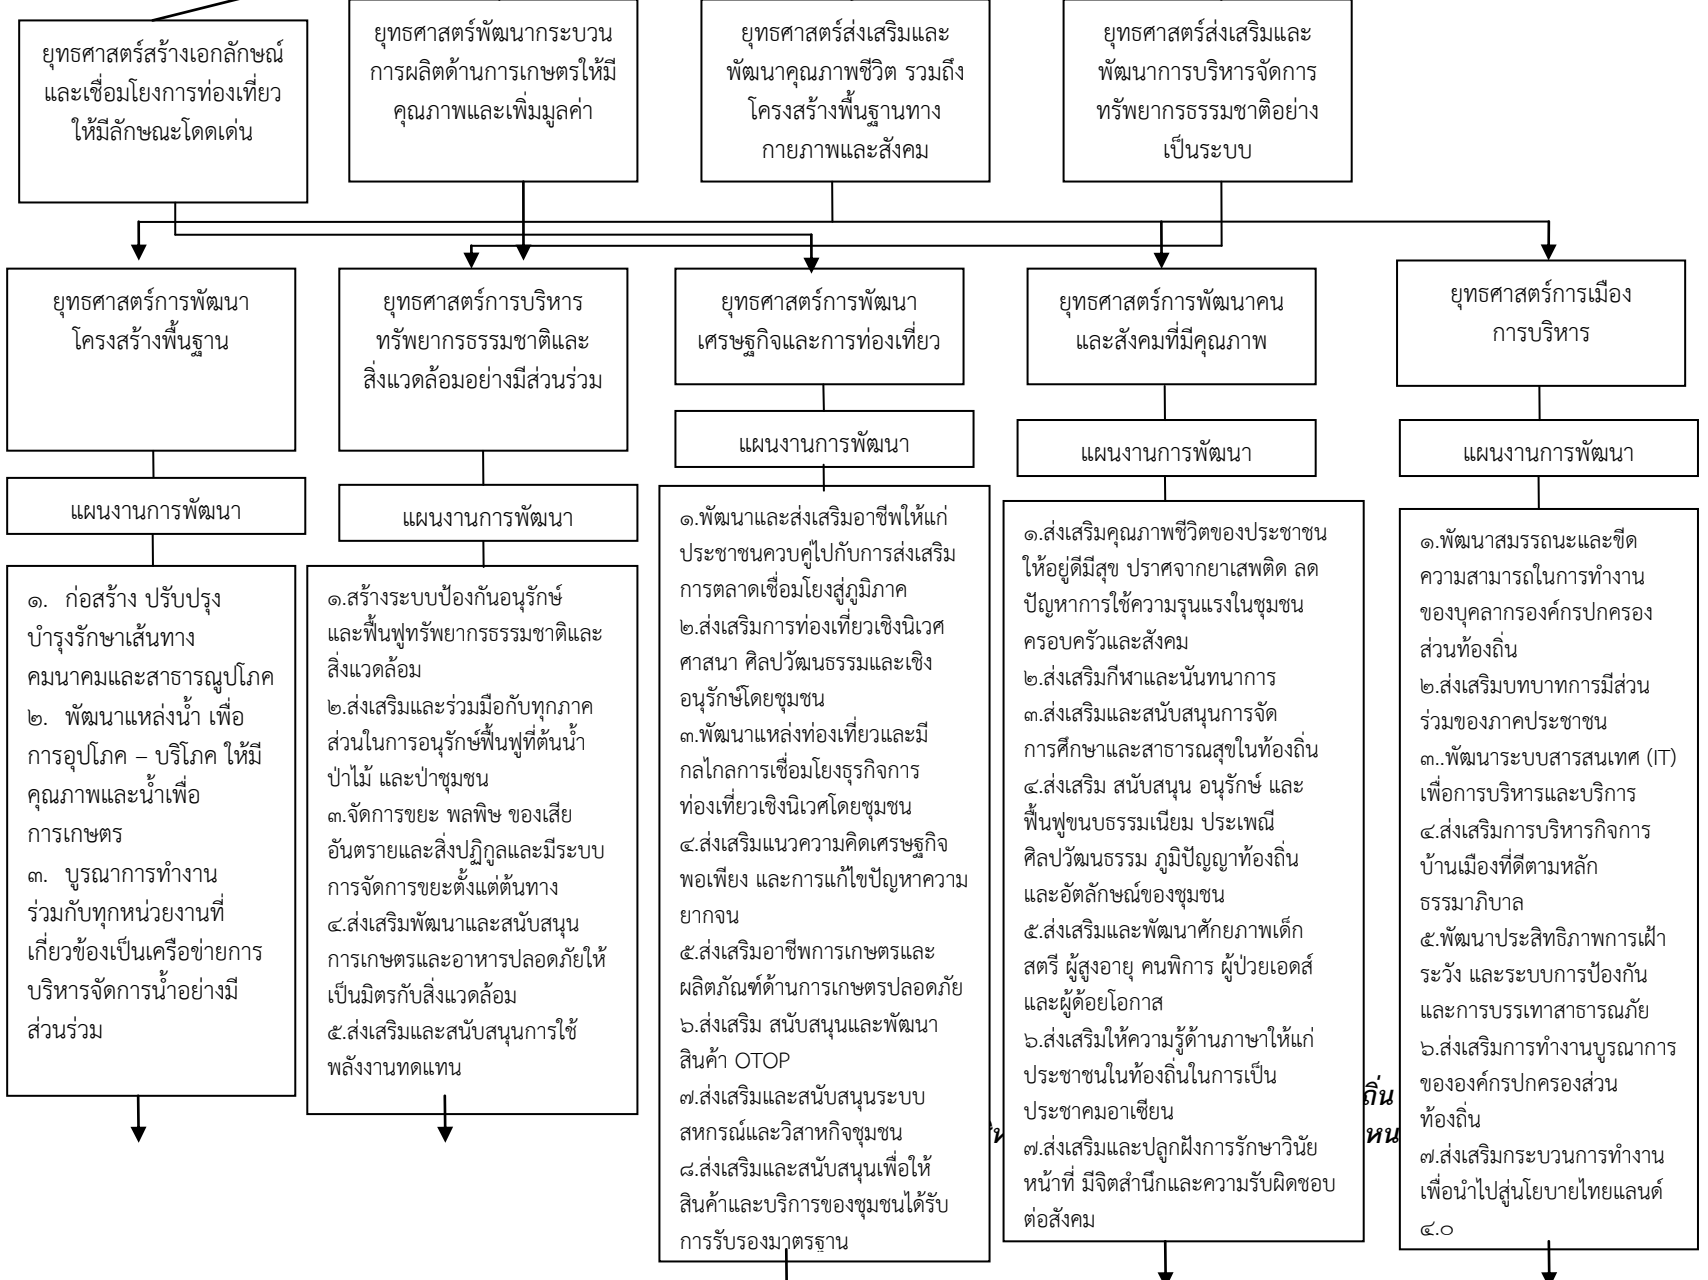 ยุทธศาสตร์สร้างเอกลักษณ์
และเชื่อมโยงการท่องเที่ยว
ให้มีลักษณะโดดเด่น
ยุทธศาสตร์พัฒนากระบวน
การผลิตด้านการเกษตรให้มี
คุณภาพและเพิ่มมูลค่า
ยุทธศาสตร์ส่งเสริมและ
พัฒนาคุณภาพชีวิต รวมถึง
โครงสร้างพื้นฐานทาง
กายภาพและสังคม
ยุทธศาสตร์ส่งเสริมและ
พัฒนาการบริหารจัดการ
ทรัพยากรธรรมชาติอย่าง
เป็นระบบ
ยุทธศาสตร์การพัฒนา
โครงสร้างพื้นฐาน
ยุทธศาสตร์การบริหาร
ทรัพยากรธรรมชาติและ
สิ่งแวดล้อมอย่างมีส่วนร่วม
ยุทธศาสตร์การพัฒนา
เศรษฐกิจและการท่องเที่ยว
ยุทธศาสตร์การพัฒนาคน
และสังคมที่มีคุณภาพ
ยุทธศาสตร์การเมือง
การบริหาร
แผนงานการพัฒนา
แผนงานการพัฒนา
แผนงานการพัฒนา
แผนงานการพัฒนา
แผนงานการพัฒนา
๑. ก่อสร้าง ปรับปรุง
บำรุงรักษาเส้นทาง
คมนาคมและสาธารณูปโภค
๒. พัฒนาแหล่งน้ำ เพื่อ
การอุปโภค – บริโภค ให้มี
คุณภาพและน้ำเพื่อ
การเกษตร
๓. บูรณาการทำงาน
ร่วมกับทุกหน่วยงานที่
เกี่ยวข้องเป็นเครือข่ายการ
บริหารจัดการน้ำอย่างมี
ส่วนร่วม
๑.สร้างระบบป้องกันอนุรักษ์
และฟื้นฟูทรัพยากรธรรมชาติและ
สิ่งแวดล้อม
๒.ส่งเสริมและร่วมมือกับทุกภาค
ส่วนในการอนุรักษ์ฟื้นฟูที่ต้นน้ำ
ป่าไม้ และป่าชุมชน
๓.จัดการขยะ พลพิษ ของเสีย
อันตรายและสิ่งปฏิกูลและมีระบบ
การจัดการขยะตั้งแต่ต้นทาง
๔.ส่งเสริมพัฒนาและสนับสนุน
การเกษตรและอาหารปลอดภัยให้
เป็นมิตรกับสิ่งแวดล้อม
๕.ส่งเสริมและสนับสนุนการใช้
พลังงานทดแทน
๑.พัฒนาและส่งเสริมอาชีพให้แก่
ประชาชนควบคู่ไปกับการส่งเสริม
การตลาดเชื่อมโยงสู่ภูมิภาค
๒.ส่งเสริมการท่องเที่ยวเชิงนิเวศ
ศาสนา ศิลปวัฒนธรรมและเชิง
อนุรักษ์โดยชุมชน
๓.พัฒนาแหล่งท่องเที่ยวและมี
กลไกลการเชื่อมโยงธุรกิจการ
ท่องเที่ยวเชิงนิเวศโดยชุมชน
๔.ส่งเสริมแนวความคิดเศรษฐกิจ
พอเพียง และการแก้ไขปัญหาความ
ยากจน
๕.ส่งเสริมอาชีพการเกษตรและ
ผลิตภัณฑ์ด้านการเกษตรปลอดภัย
๖.ส่งเสริม สนับสนุนและพัฒนา
สินค้า OTOP
๗.ส่งเสริมและสนับสนุนระบบ
สหกรณ์และวิสาหกิจชุมชน
๘.ส่งเสริมและสนับสนุนเพื่อให้
สินค้าและบริการของชุมชนได้รับ
การรับรองมาตรฐาน
๑.ส่งเสริมคุณภาพชีวิตของประชาชน
ให้อยู่ดีมีสุข ปราศจากยาเสพติด ลด
ปัญหาการใช้ความรุนแรงในชุมชน
ครอบครัวและสังคม
๒.ส่งเสริมกีฬาและนันทนาการ
๓.ส่งเสริมและสนับสนุนการจัด
การศึกษาและสาธารณสุขในท้องถิ่น
๔.ส่งเสริม สนับสนุน อนุรักษ์ และ
ฟื้นฟูขนบธรรมเนียม ประเพณี
ศิลปวัฒนธรรม ภูมิปัญญาท้องถิ่น
และอัตลักษณ์ของชุมชน
๕.ส่งเสริมและพัฒนาศักยภาพเด็ก
สตรี ผู้สูงอายุ คนพิการ ผู้ป่วยเอดส์
และผู้ด้อยโอกาส
๖.ส่งเสริมให้ความรู้ด้านภาษาให้แก่
ประชาชนในท้องถิ่นในการเป็น
ประชาคมอาเซียน
๗.ส่งเสริมและปลูกฝังการรักษาวินัย
หน้าที่ มีจิตสำนึกและความรับผิดชอบ
ต่อสังคม
๑.พัฒนาสมรรถนะและขีด
ความสามารถในการทำงาน
ของบุคลากรองค์กรปกครอง
ส่วนท้องถิ่น
๒.ส่งเสริมบทบาทการมีส่วน
ร่วมของภาคประชาชน
๓..พัฒนาระบบสารสนเทศ (IT)
เพื่อการบริหารและบริการ
๔.ส่งเสริมการบริหารกิจการ
บ้านเมืองที่ดีตามหลัก
ธรรมาภิบาล
๕.พัฒนาประสิทธิภาพการเฝ้า
ระวัง และระบบการป้องกัน
และการบรรเทาสาธารณภัย
๖.ส่งเสริมการทำงานบูรณาการ
ขององค์กรปกครองส่วน
ท้องถิ่น
๗.ส่งเสริมกระบวนการทำงาน
เพื่อนำไปสู่นโยบายไทยแลนด์
๔.๐